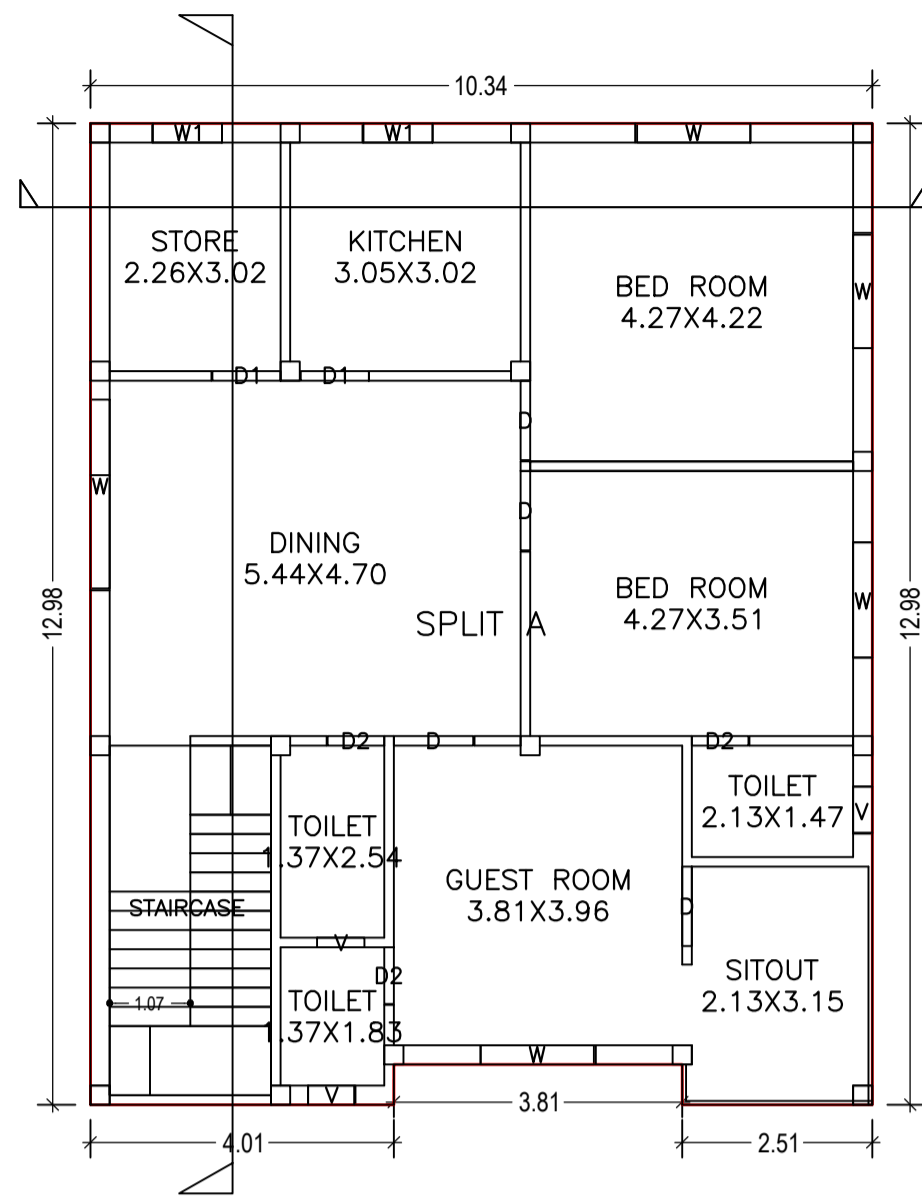 10.34
W1
W1
W
STORE
2.26X3.02
KITCHEN
3.05X3.02
BED ROOM
4.27X4.22
W
D1
D1
D
W
D
DINING
5.44X4.70
BED ROOM
4.27X3.51
W
12.98
12.98
SPLIT A
D2
D
D2
TOILET
1.37X2.54
TOILET
2.13X1.47
V
GUEST ROOM
3.81X3.96
STAIRCASE
D
V
1.07
D2
TOILET
1.37X1.83
SITOUT
2.13X3.15
W
V
3.81
4.01
2.51